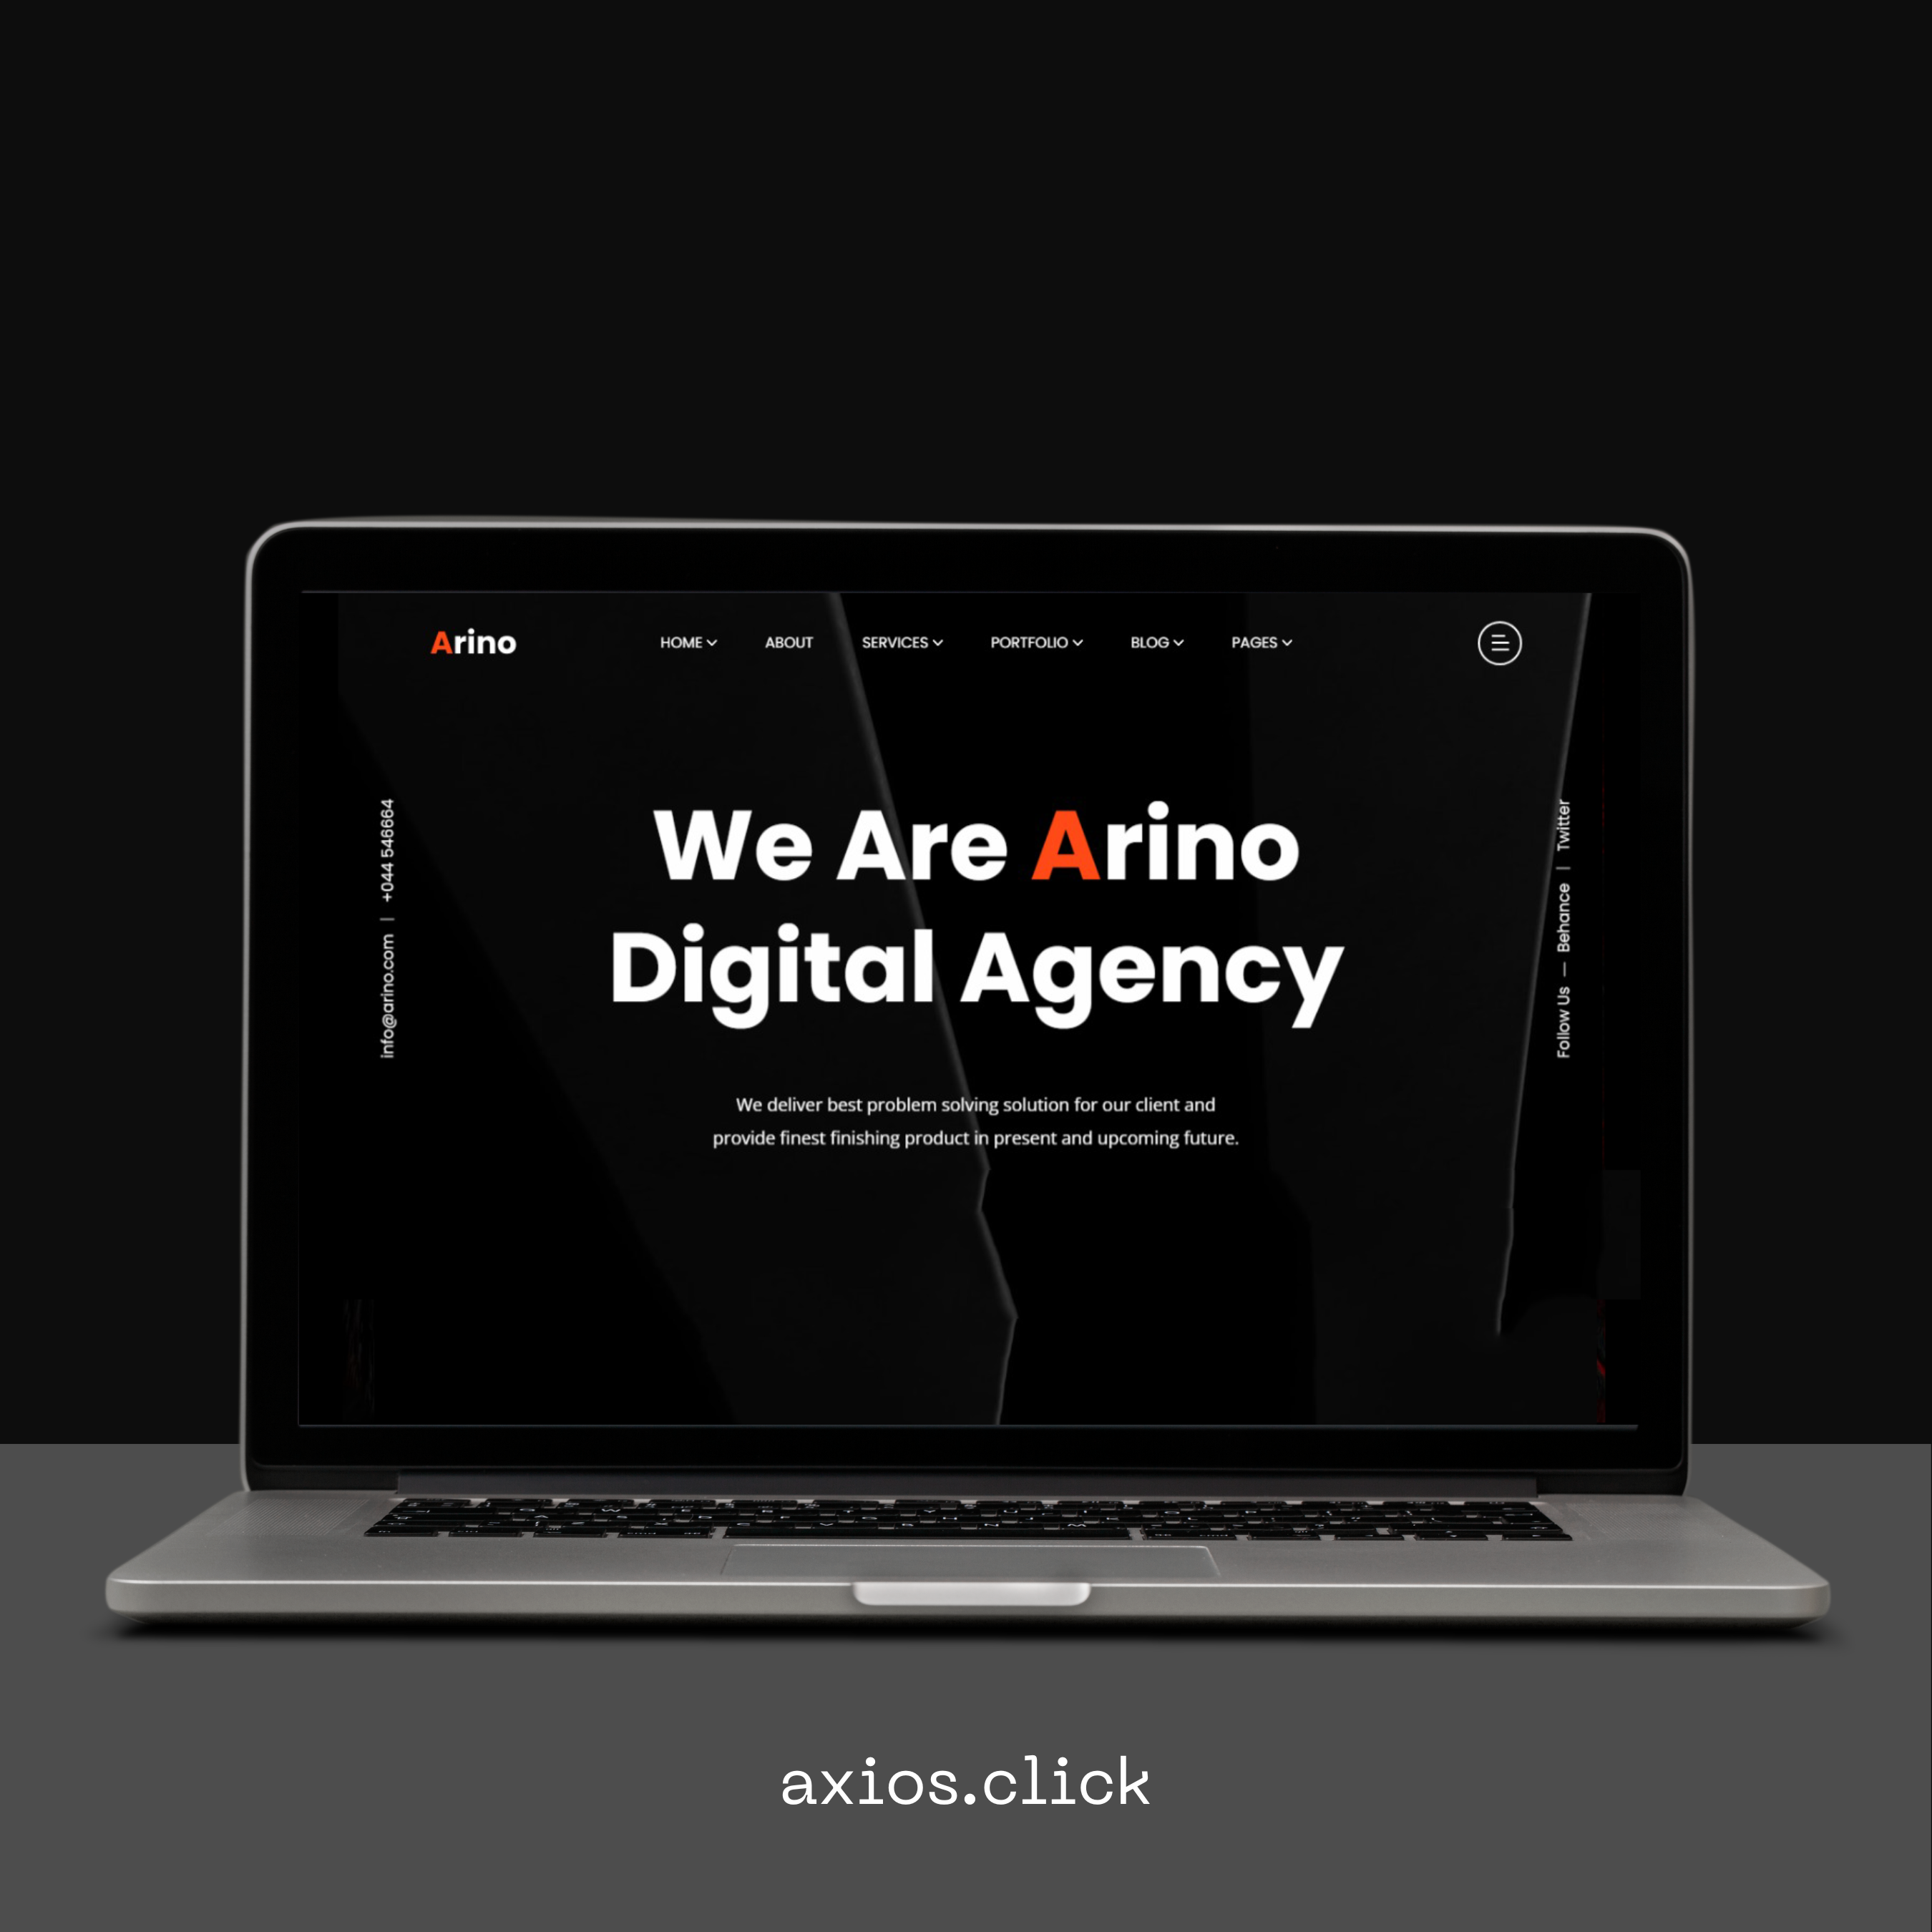 Arino
HOME
ABOUT
SERVICES
PORTFOLIO
BLOG
PAGES
info@arino.com | +044 546664
We Are Arino
Digital Agency
We deliver best problem solving solution for our client and
provide finest finishing product in present and upcoming future.
Follow Us — Behance | Twitter
axios.click